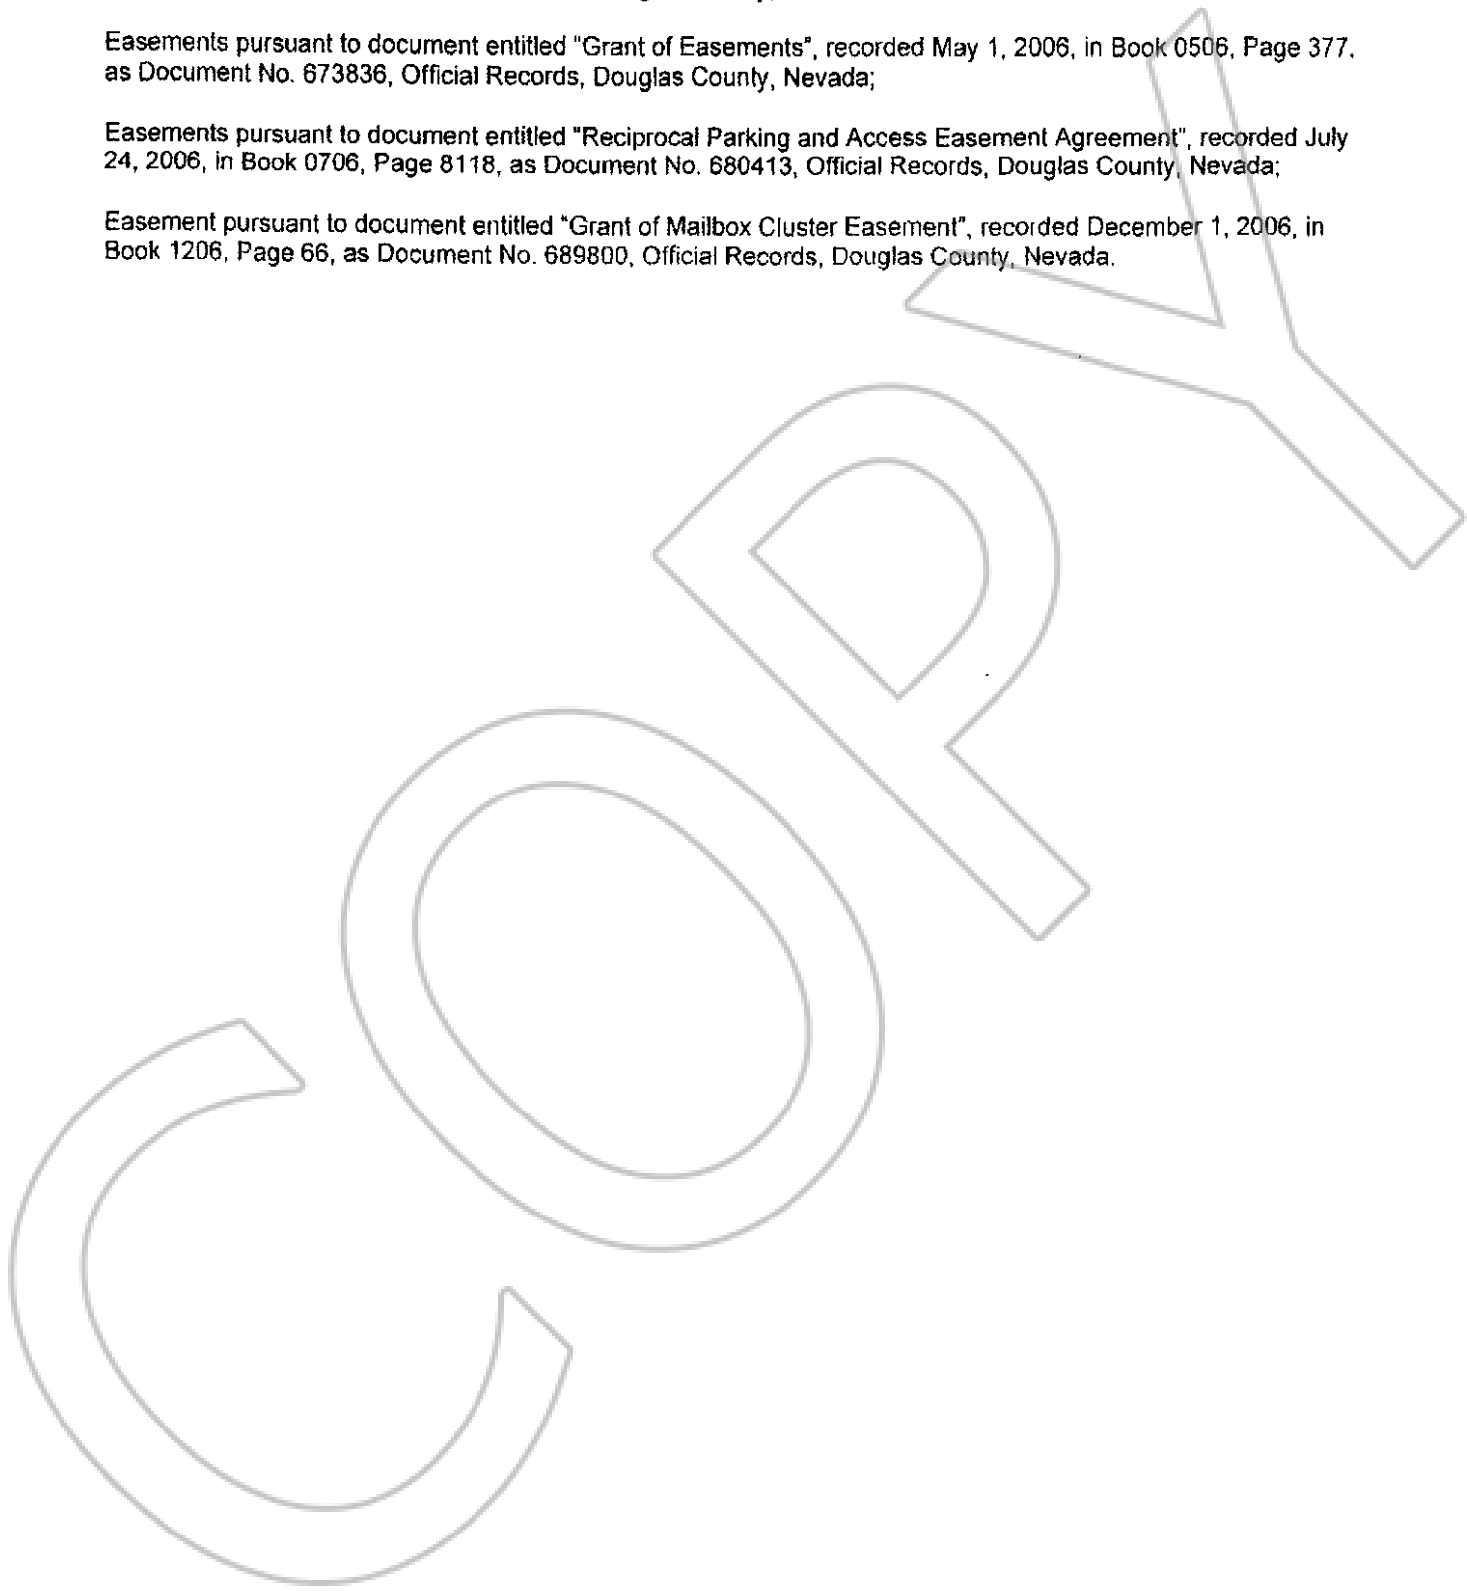 Easements pursuant to document entitled "Grant of Easements", recorded May 1, 2006, in Book 0506, Page 377.
as Document No. 673836, Official Records, Douglas County, Nevada;
Easements pursuant to document entitled "Reciprocal Parking and Access Easement Agreement", recorded July
24, 2006, in Book 0706, Page 8118, as Document No. 680413, Official Records, Douglas County, Nevada;
Easement pursuant to document entitled "Grant of Mailbox Cluster Easement", recorded December 1, 2006, in
Book 1206, Page 66, as Document No. 689800, Official Records, Douglas County, Nevada.
COPY